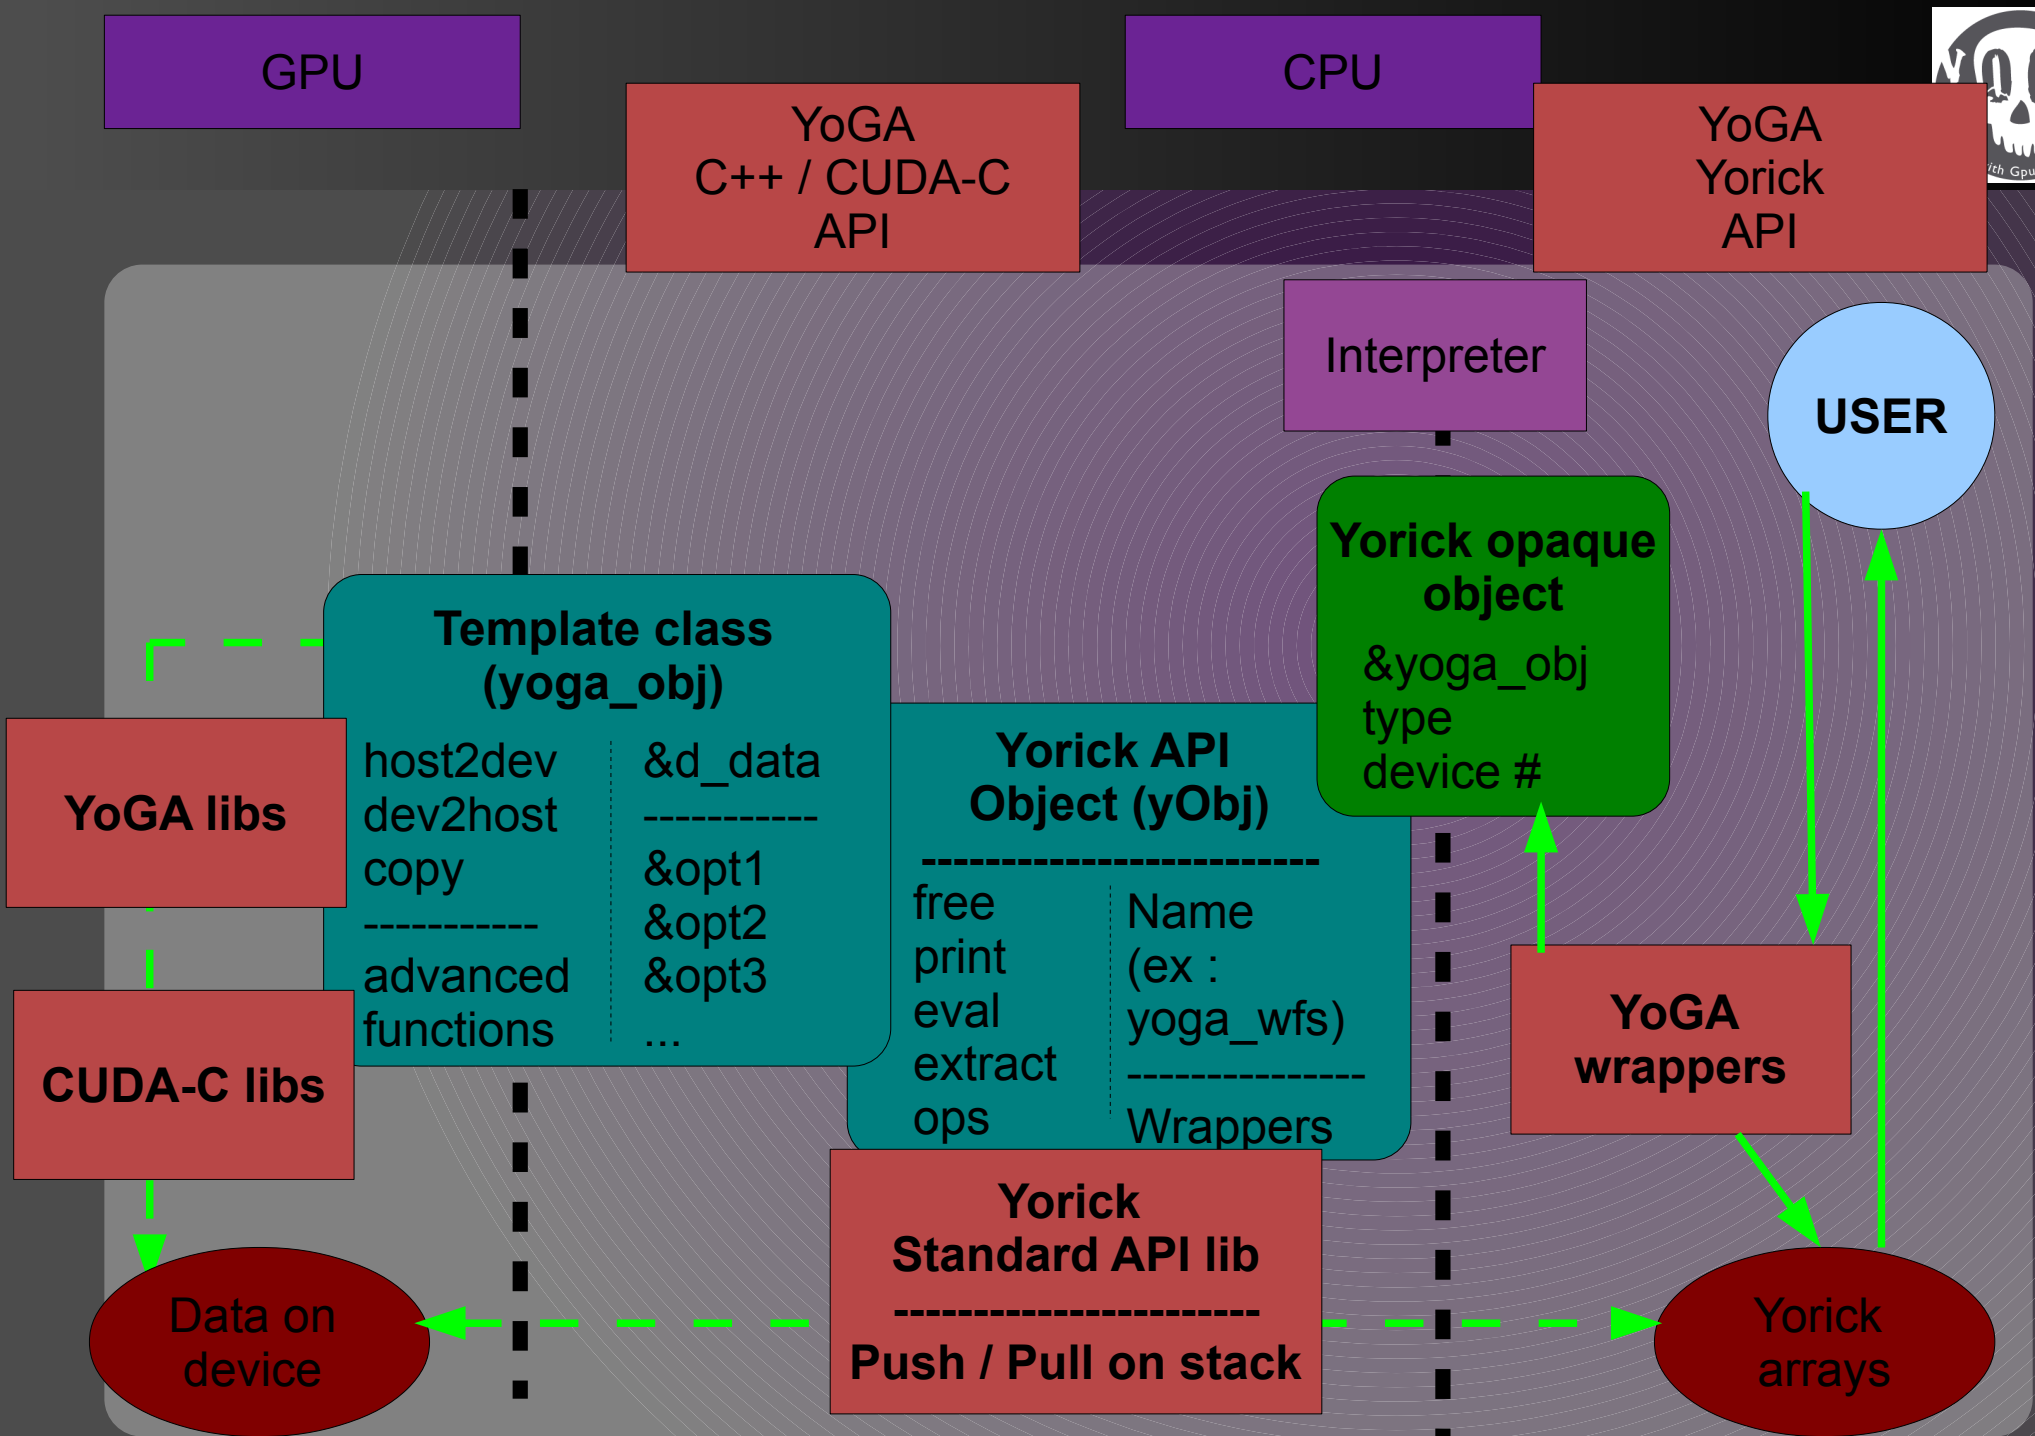 GPU
CPU
YoGA
C++ / CUDA-C
API
YoGA
Yorick
API
ith Gpu
Interpreter
USER
Yorick opaque
object
&yoga_obj
type
device #
Template class
(yoga_obj)
host2dev
dev2host
copy
-----------
advanced
functions
&d_data
-----------
&opt1
&opt2
&opt3
...
YoGA libs
CUDA-C libs
Yorick API
Object (yObj)
-------------------------
free
print
eval
extract
ops
Name
(ex :
yoga_wfs)
---------------
Wrappers
YoGA
wrappers
Yorick
Standard API lib
-----------------------
Push / Pull on stack
Data on
device
Yorick
arrays